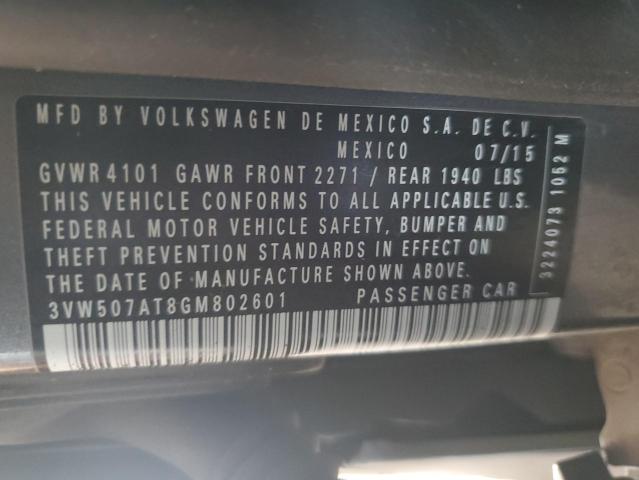 MFD BY VOLKSWAGEN DE MEXICO S.A. DE C.V.
MEXICO 07/15
GVWR 4101 GAWR FRONT 2271 / REAR 1940 LBS
THIS VEHICLE CONFORMS TO ALL APPLICABLE U.S.
FEDERAL MOTOR VEHICLE SAFETY, BUMPER AND
THEFT PREVENTION STANDARDS IN EFFECT ON
THE DATE OF MANUFACTURE SHOWN ABOVE.
3VW507AT8GM802601 PASSENGER CAR
3224073 1052 M